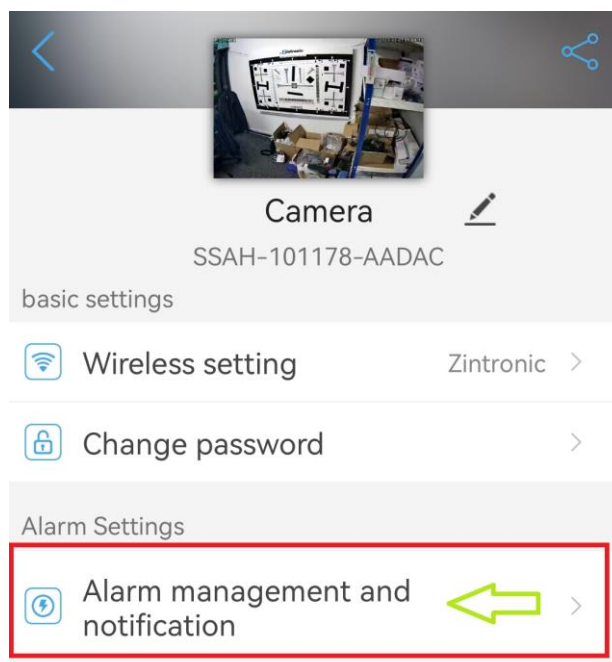 Camera
SSAH-101178-AADAC
basic settings
Wireless setting Zintronic
Change password
Alarm Settings
Alarm management and
notification